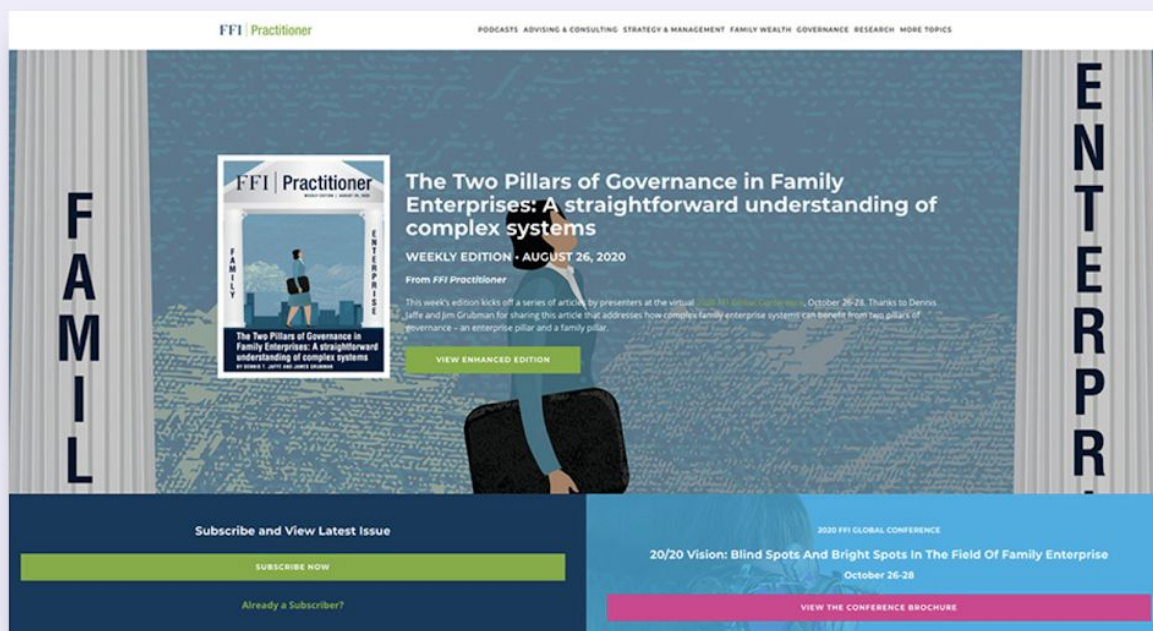 FFI | Practitioner
PODCASTS ADVISING & CONSULTING STRATEGY & MANAGEMENT FAMILY WEALTH GOVERNANCE RESEARCH MORE TOPICS
FAMIL
ENTERPR
FFI | Practitioner
WEEKLY EDITION | AUGUST 26, 2020
FAMILY
ENTERPRISE
The Two Pillars of Governance in
Family Enterprises: A straightforward
understanding of complex systems
BY DENNIS T. JAFFE AND JAMES GRUBMAN
The Two Pillars of Governance in Family
Enterprises: A straightforward understanding of
complex systems
WEEKLY EDITION • AUGUST 26, 2020
From FFI Practitioner
This week's edition kicks off a series of articles by presenters at the virtual 2020 FFI Global Conference, October 26-28. Thanks to Dennis
Jaffe and Jim Grubman for sharing this article that addresses how complex family enterprise systems can benefit from two pillars of
governance – an enterprise pillar and a family pillar.
VIEW ENHANCED EDITION
Subscribe and View Latest Issue
SUBSCRIBE NOW
Already a Subscriber?
2020 FFI GLOBAL CONFERENCE
20/20 Vision: Blind Spots And Bright Spots In The Field Of Family Enterprise
October 26-28
VIEW THE CONFERENCE BROCHURE